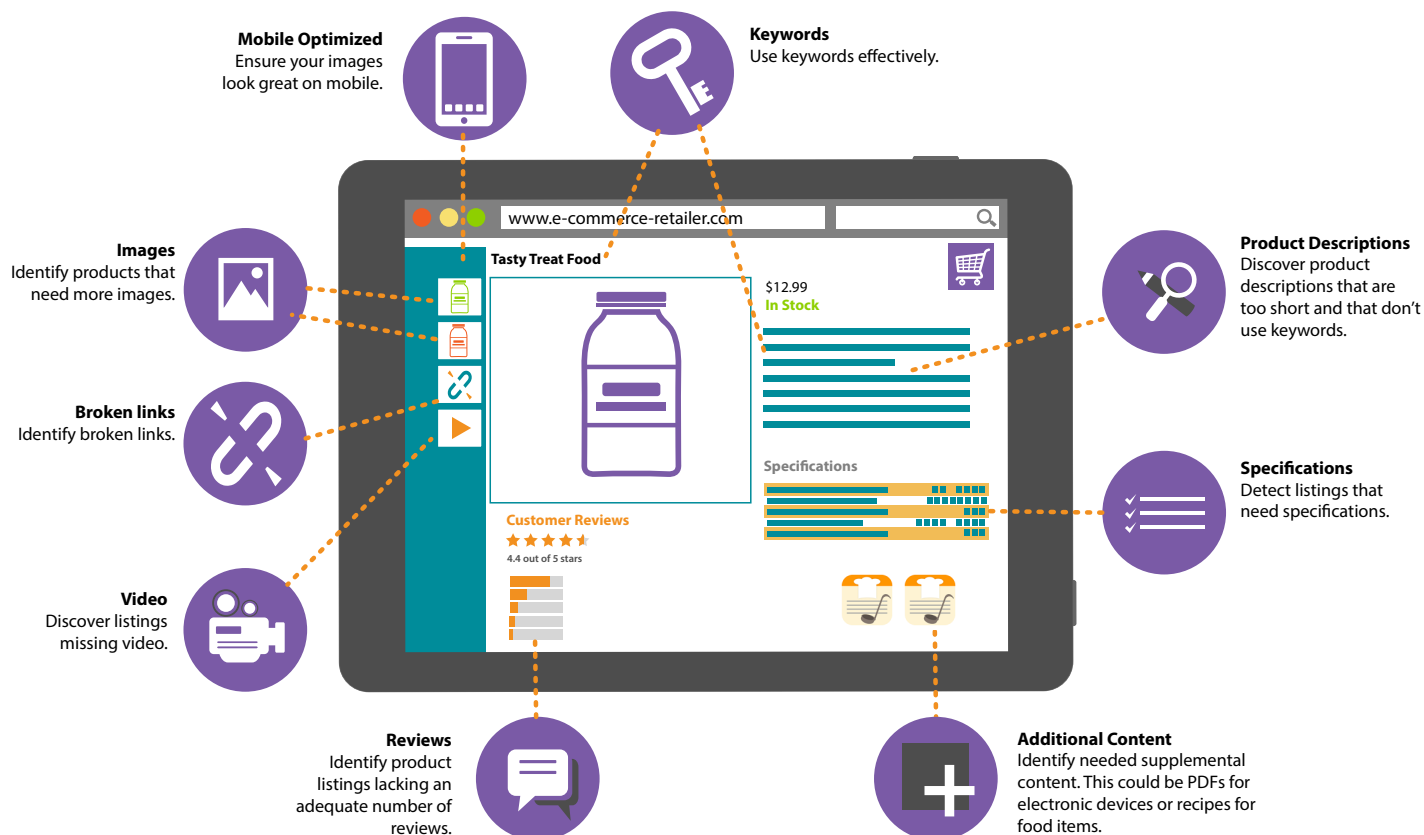 Mobile Optimized
Ensure your images
look great on mobile.
Keywords
Use keywords effectively.
www.e-commerce-retailer.com
Images
Identify products that
need more images.
Tasty Treat Food
$12.99
In Stock
Product Descriptions
Discover product
descriptions that are
too short and that don’t
use keywords.
Broken links
Identify broken links.
Specifications
Specifications
Detect listings that
need specifications.
Customer Reviews
4.4 out of 5 stars
Video
Discover listings
missing video.
Reviews
Identify product
listings lacking an
adequate number of
reviews.
Additional Content
Identify needed supplemental
content. This could be PDFs for
electronic devices or recipes for
food items.